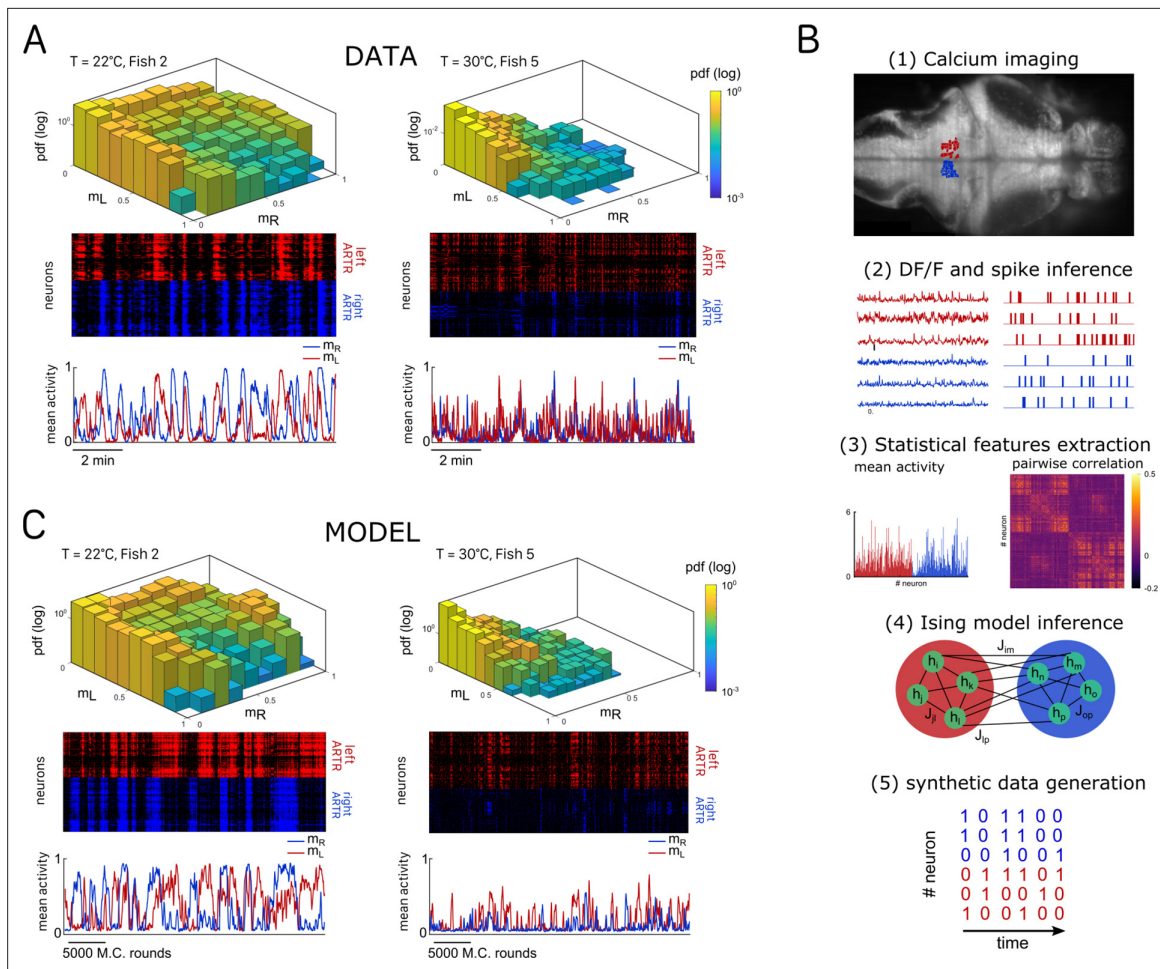 A
DATA
T = 22°C, Fish 2
T = 30°C, Fish 5
pdf (log)
10⁰
10⁻³
pdf (log)
10⁰
0
mL
0.5
1
0
0.5
mR
1
pdf (log)
10⁻²
0
mL
0.5
1
0
0.5
mR
1
neurons
left
ARTR
right
ARTR
left
ARTR
right
ARTR
mR
mL
mR
mL
mean activity
1
0
2 min
mean activity
1
0
2 min
B
(1) Calcium imaging
(2) DF/F and spike inference
0.
(3) Statistical features extraction
mean activity
6
0
# neuron
pairwise correlation
# neuron
0.5
0
-0.2
(4) Ising model inference
Jim
hi
hj
hk
hl
Jjl
hn
hm
ho
hp
Jop
Jlp
(5) synthetic data generation
# neuron
1 0 1 1 0 0
1 0 1 1 0 0
0 0 1 0 0 1
0 0 1 1 1 1
0 1 0 0 1 0
1 0 0 1 0 0
time
C
MODEL
T = 22°C, Fish 2
T = 30°C, Fish 5
pdf (log)
10⁰
10⁻³
pdf (log)
10⁰
0
mL
0.5
1
0
0.5
mR
1
pdf (log)
10⁰
0
mL
0.5
1
0
0.5
mR
1
neurons
left
ARTR
right
ARTR
neurons
left
ARTR
right
ARTR
mR
mL
mR
mL
mean activity
1
0
5000 M.C. rounds
mean activity
1
0
5000 M.C. rounds